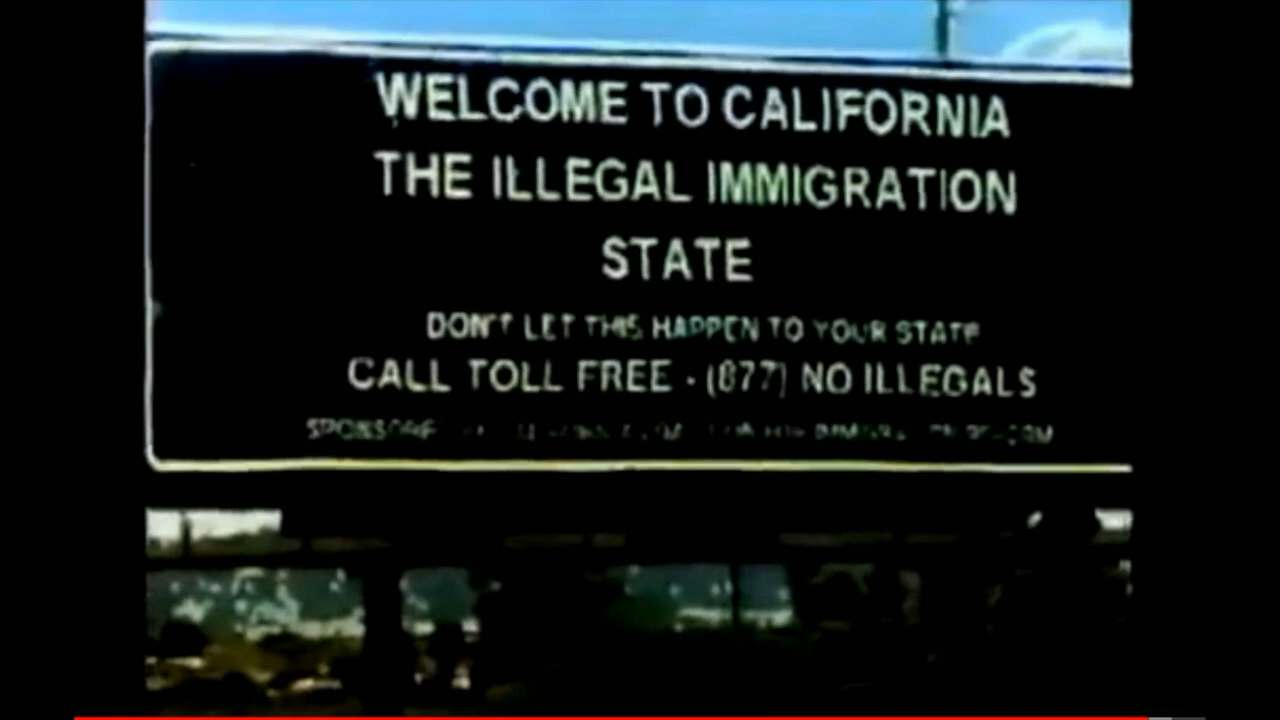 WELCOME TO CALIFORNIA
THE ILLEGAL IMMIGRATION
STATE
DON'T LET THIS HAPPEN TO YOUR STATE
CALL TOLL FREE - (877) NO ILLEGALS